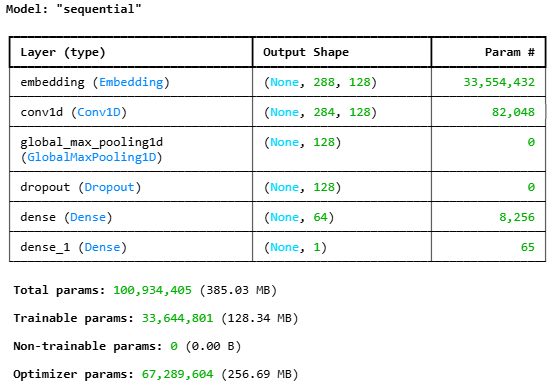 Model: "sequential"
Layer (type) Output Shape Param #
embedding (Embedding) (None, 288, 128) 33,554,432
conv1d (Conv1D) (None, 284, 128) 82,048
global_max_pooling1d (None, 128) 0
(GlobalMaxPooling1D)
dropout (Dropout) (None, 128) 0
dense (Dense) (None, 64) 8,256
dense_1 (Dense) (None, 1) 65
Total params: 100,934,405 (385.03 MB)
Trainable params: 33,644,801 (128.34 MB)
Non-trainable params: 0 (0.00 B)
Optimizer params: 67,289,604 (256.69 MB)